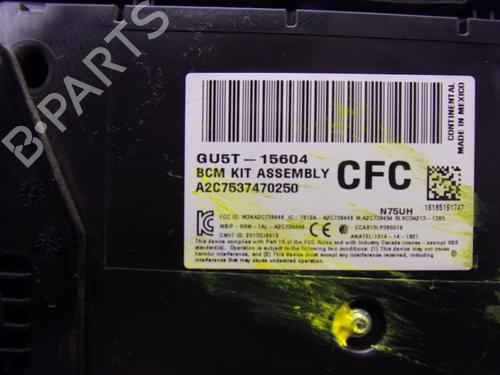 B-PARTS
CONTINENTAL
MADE IN MEXICO
GU5T-15604
BCM KIT ASSEMBLY
A2C7537470250
CFC
N75UH
16185191747
This device complies with Part 15 of the FCC Rules and with Industry Canada license - exempt RSS
standard(s). Operation is subject to the following two conditions: (1) This device may not cause harmful
interference, and (2) This device must accept any interference received, including interference that may
cause undesired operation.